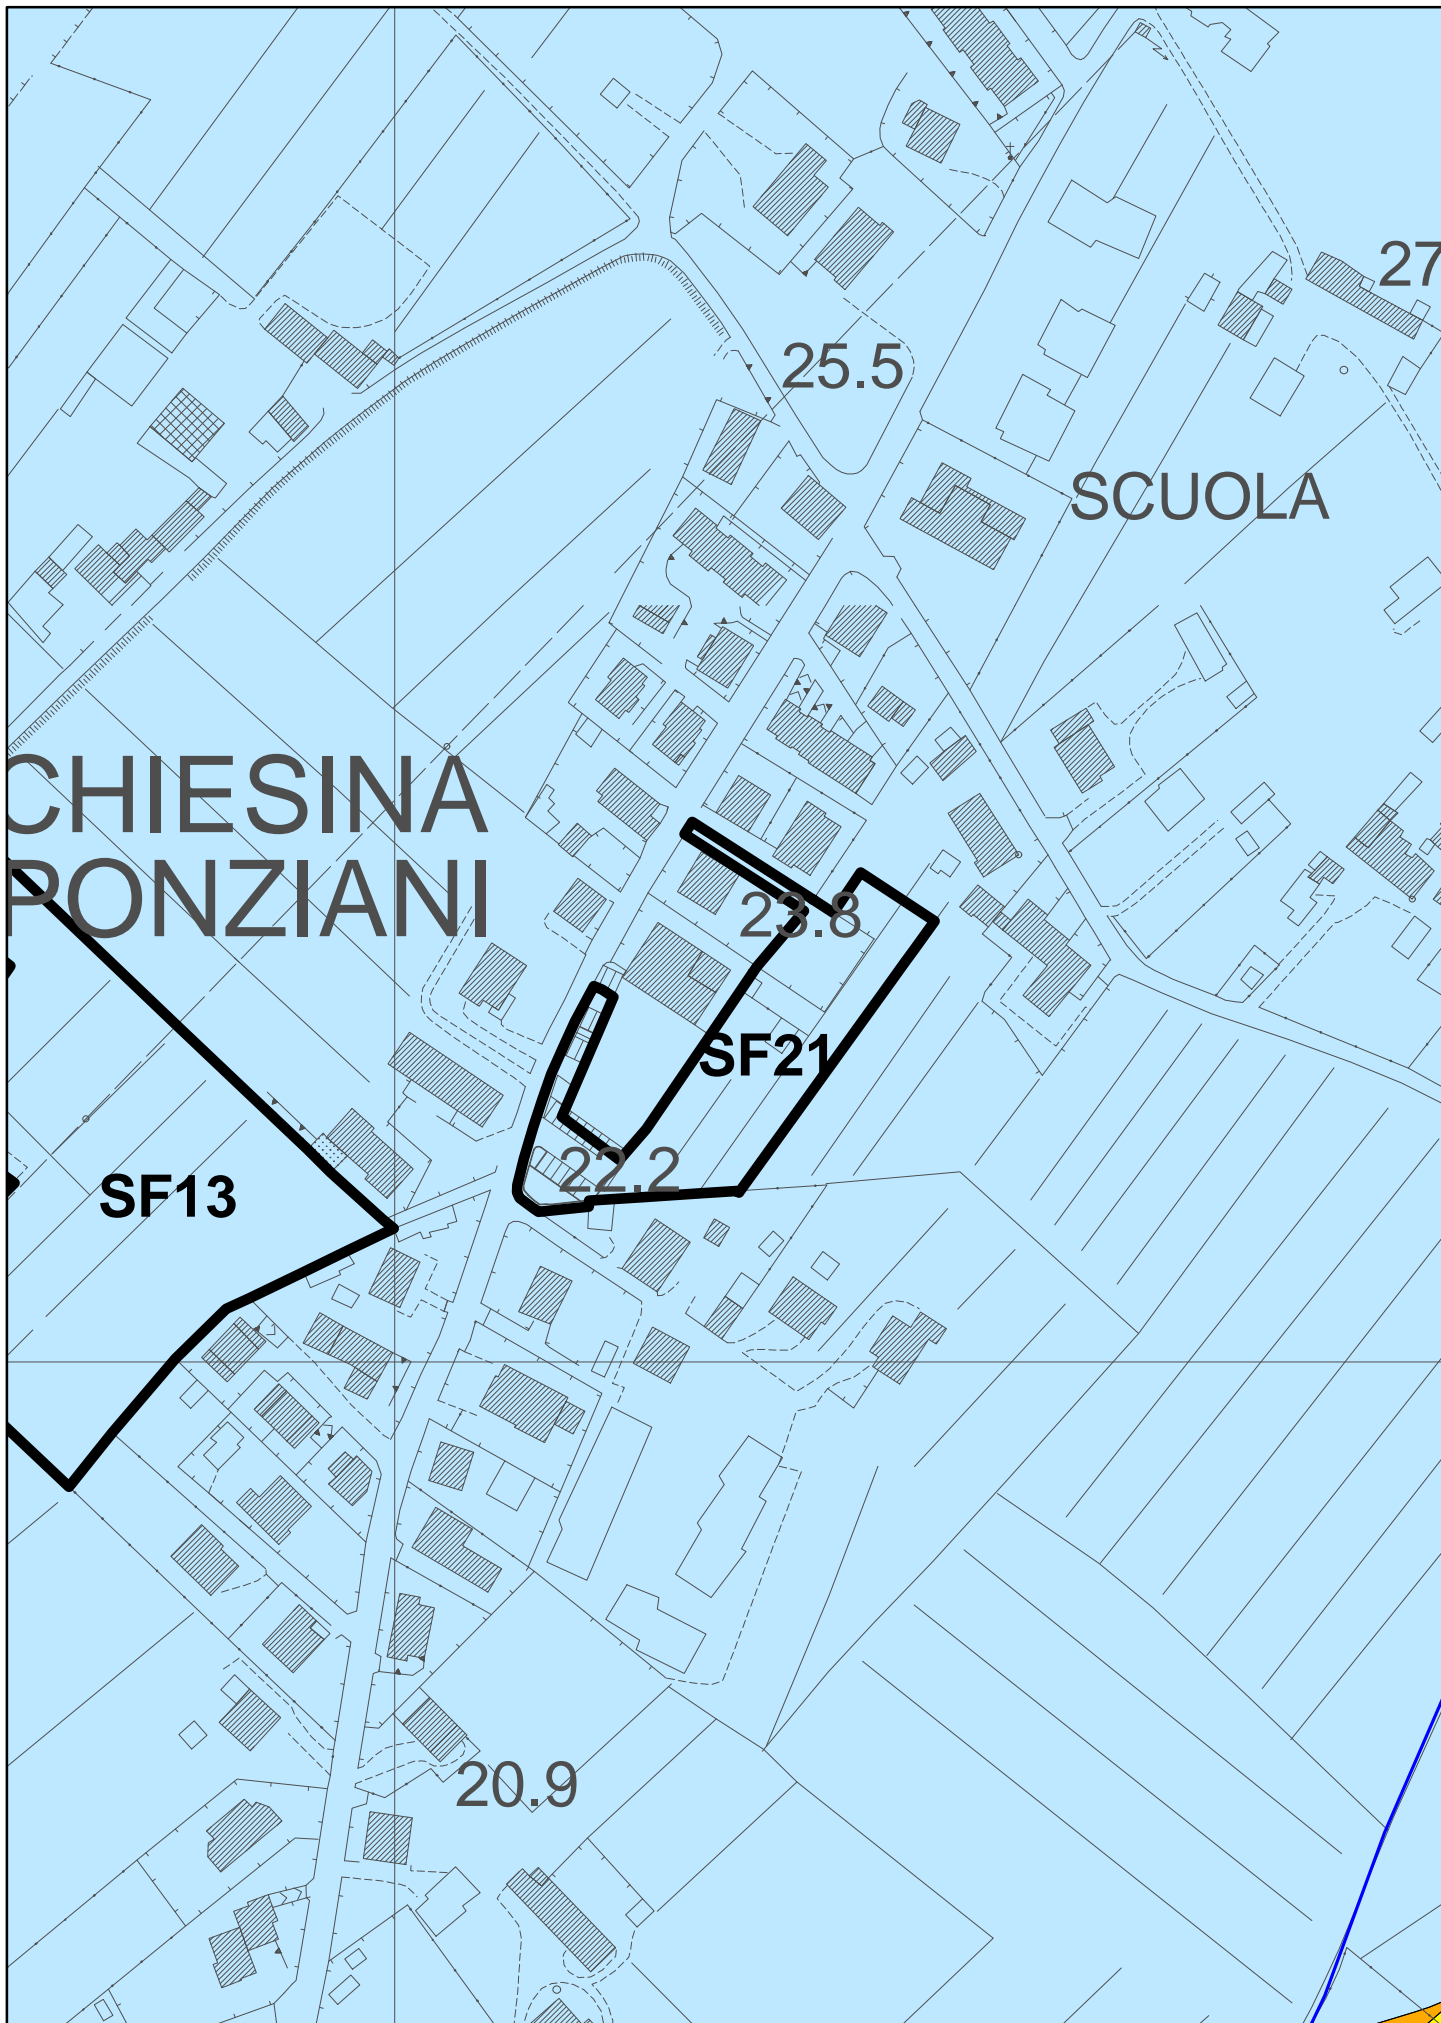 27
25.5
SCUOLA
CHIESINA
PONZIANI
23.8
SF21
22.2
SF13
20.9